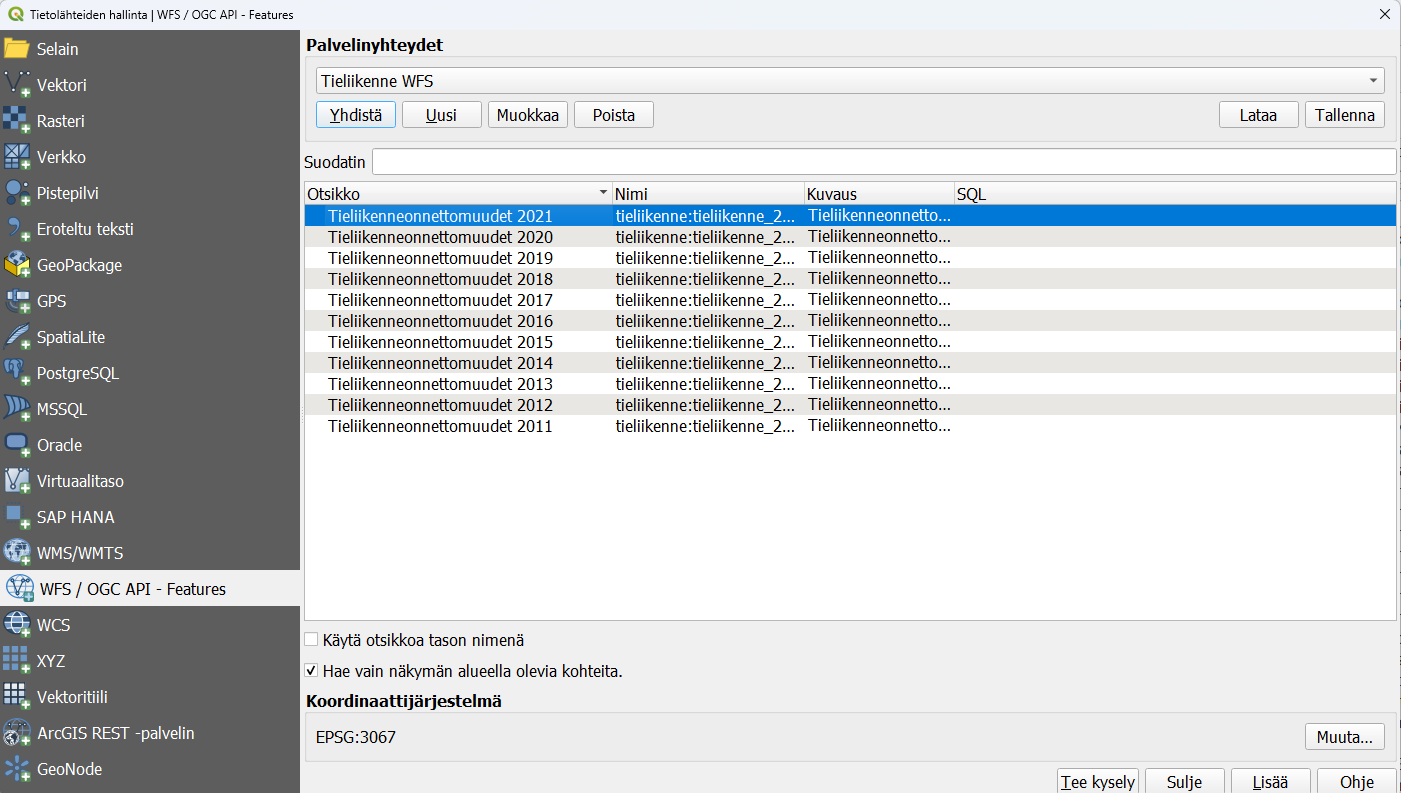 Tietolähteiden hallinta | WFS / OGC API - Features
Selain
Vektori
Rasteri
Verkko
Pistepilvi
Eroteltu teksti
GeoPackage
GPS
SpatiaLite
PostgreSQL
MSSQL
Oracle
Virtuaalitaso
SAP HANA
WMS/WMTS
WFS / OGC API - Features
WCS
XYZ
Vektoritiili
ArcGIS REST -palvelin
GeoNode
Palvelinyhteydet
Tieliikenne WFS
Yhdistä Uusi Muokkaa Poista Lataa Tallenna
Suodatin
Otsikko Nimi Kuvaus SQL
Tieliikenneonnettomuudet 2021 tieliikenne:tieliikenne_2... Tieliikenneonnetto...
Tieliikenneonnettomuudet 2020 tieliikenne:tieliikenne_2... Tieliikenneonnetto...
Tieliikenneonnettomuudet 2019 tieliikenne:tieliikenne_2... Tieliikenneonnetto...
Tieliikenneonnettomuudet 2018 tieliikenne:tieliikenne_2... Tieliikenneonnetto...
Tieliikenneonnettomuudet 2017 tieliikenne:tieliikenne_2... Tieliikenneonnetto...
Tieliikenneonnettomuudet 2016 tieliikenne:tieliikenne_2... Tieliikenneonnetto...
Tieliikenneonnettomuudet 2015 tieliikenne:tieliikenne_2... Tieliikenneonnetto...
Tieliikenneonnettomuudet 2014 tieliikenne:tieliikenne_2... Tieliikenneonnetto...
Tieliikenneonnettomuudet 2013 tieliikenne:tieliikenne_2... Tieliikenneonnetto...
Tieliikenneonnettomuudet 2012 tieliikenne:tieliikenne_2... Tieliikenneonnetto...
Tieliikenneonnettomuudet 2011 tieliikenne:tieliikenne_2... Tieliikenneonnetto...
Käytä otsikkoa tason nimenä
Hae vain näkymän alueella olevia kohteita.
Koordinaattijärjestelmä
EPSG:3067 Muuta...
Tee kysely Sulje Lisää Ohje